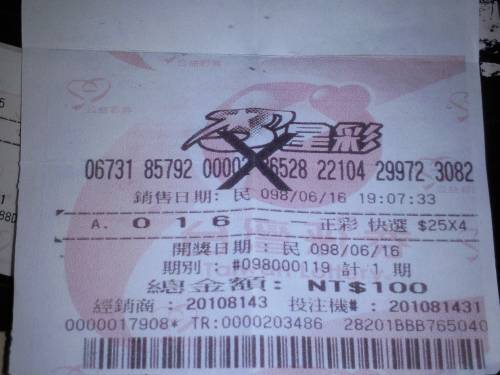 3星彩
06731 85792 0000 6528 22104 29972 3082
銷售日期: 民 098/06/16 19:07:33
A. 0 1 6 正彩 快選 $25X4
開獎日期: 民 098/06/16
期別: #098000119 計 1 期
總金額: NT$100
經銷商: 20108143 投注機#: 201081431
0000017908* TR:0000203486 28201BBB765040